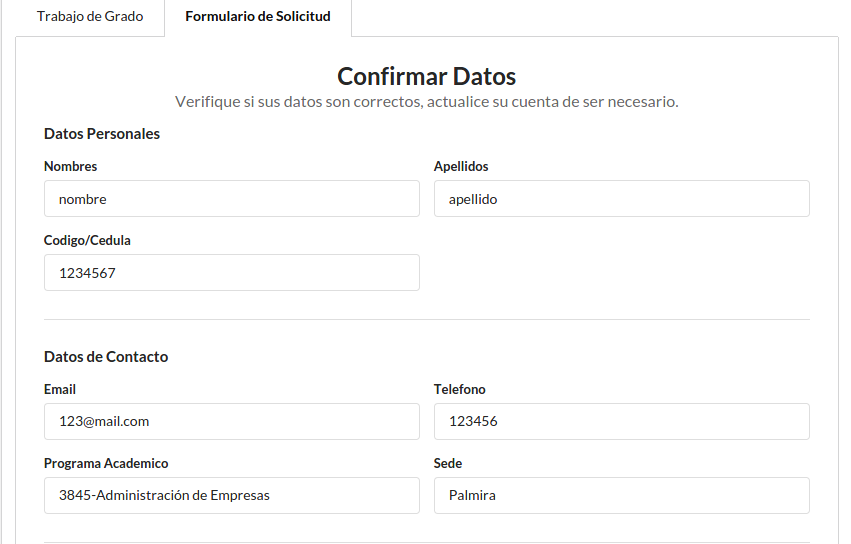 Trabajo de Grado
Formulario de Solicitud
Confirmar Datos
Verifique si sus datos son correctos, actualice su cuenta de ser necesario.
Datos Personales
Nombres
Apellidos
nombre
apellido
Codigo/Cedula
1234567
Datos de Contacto
Email
Telefono
123@mail.com
123456
Programa Academico
Sede
3845-Administración de Empresas
Palmira